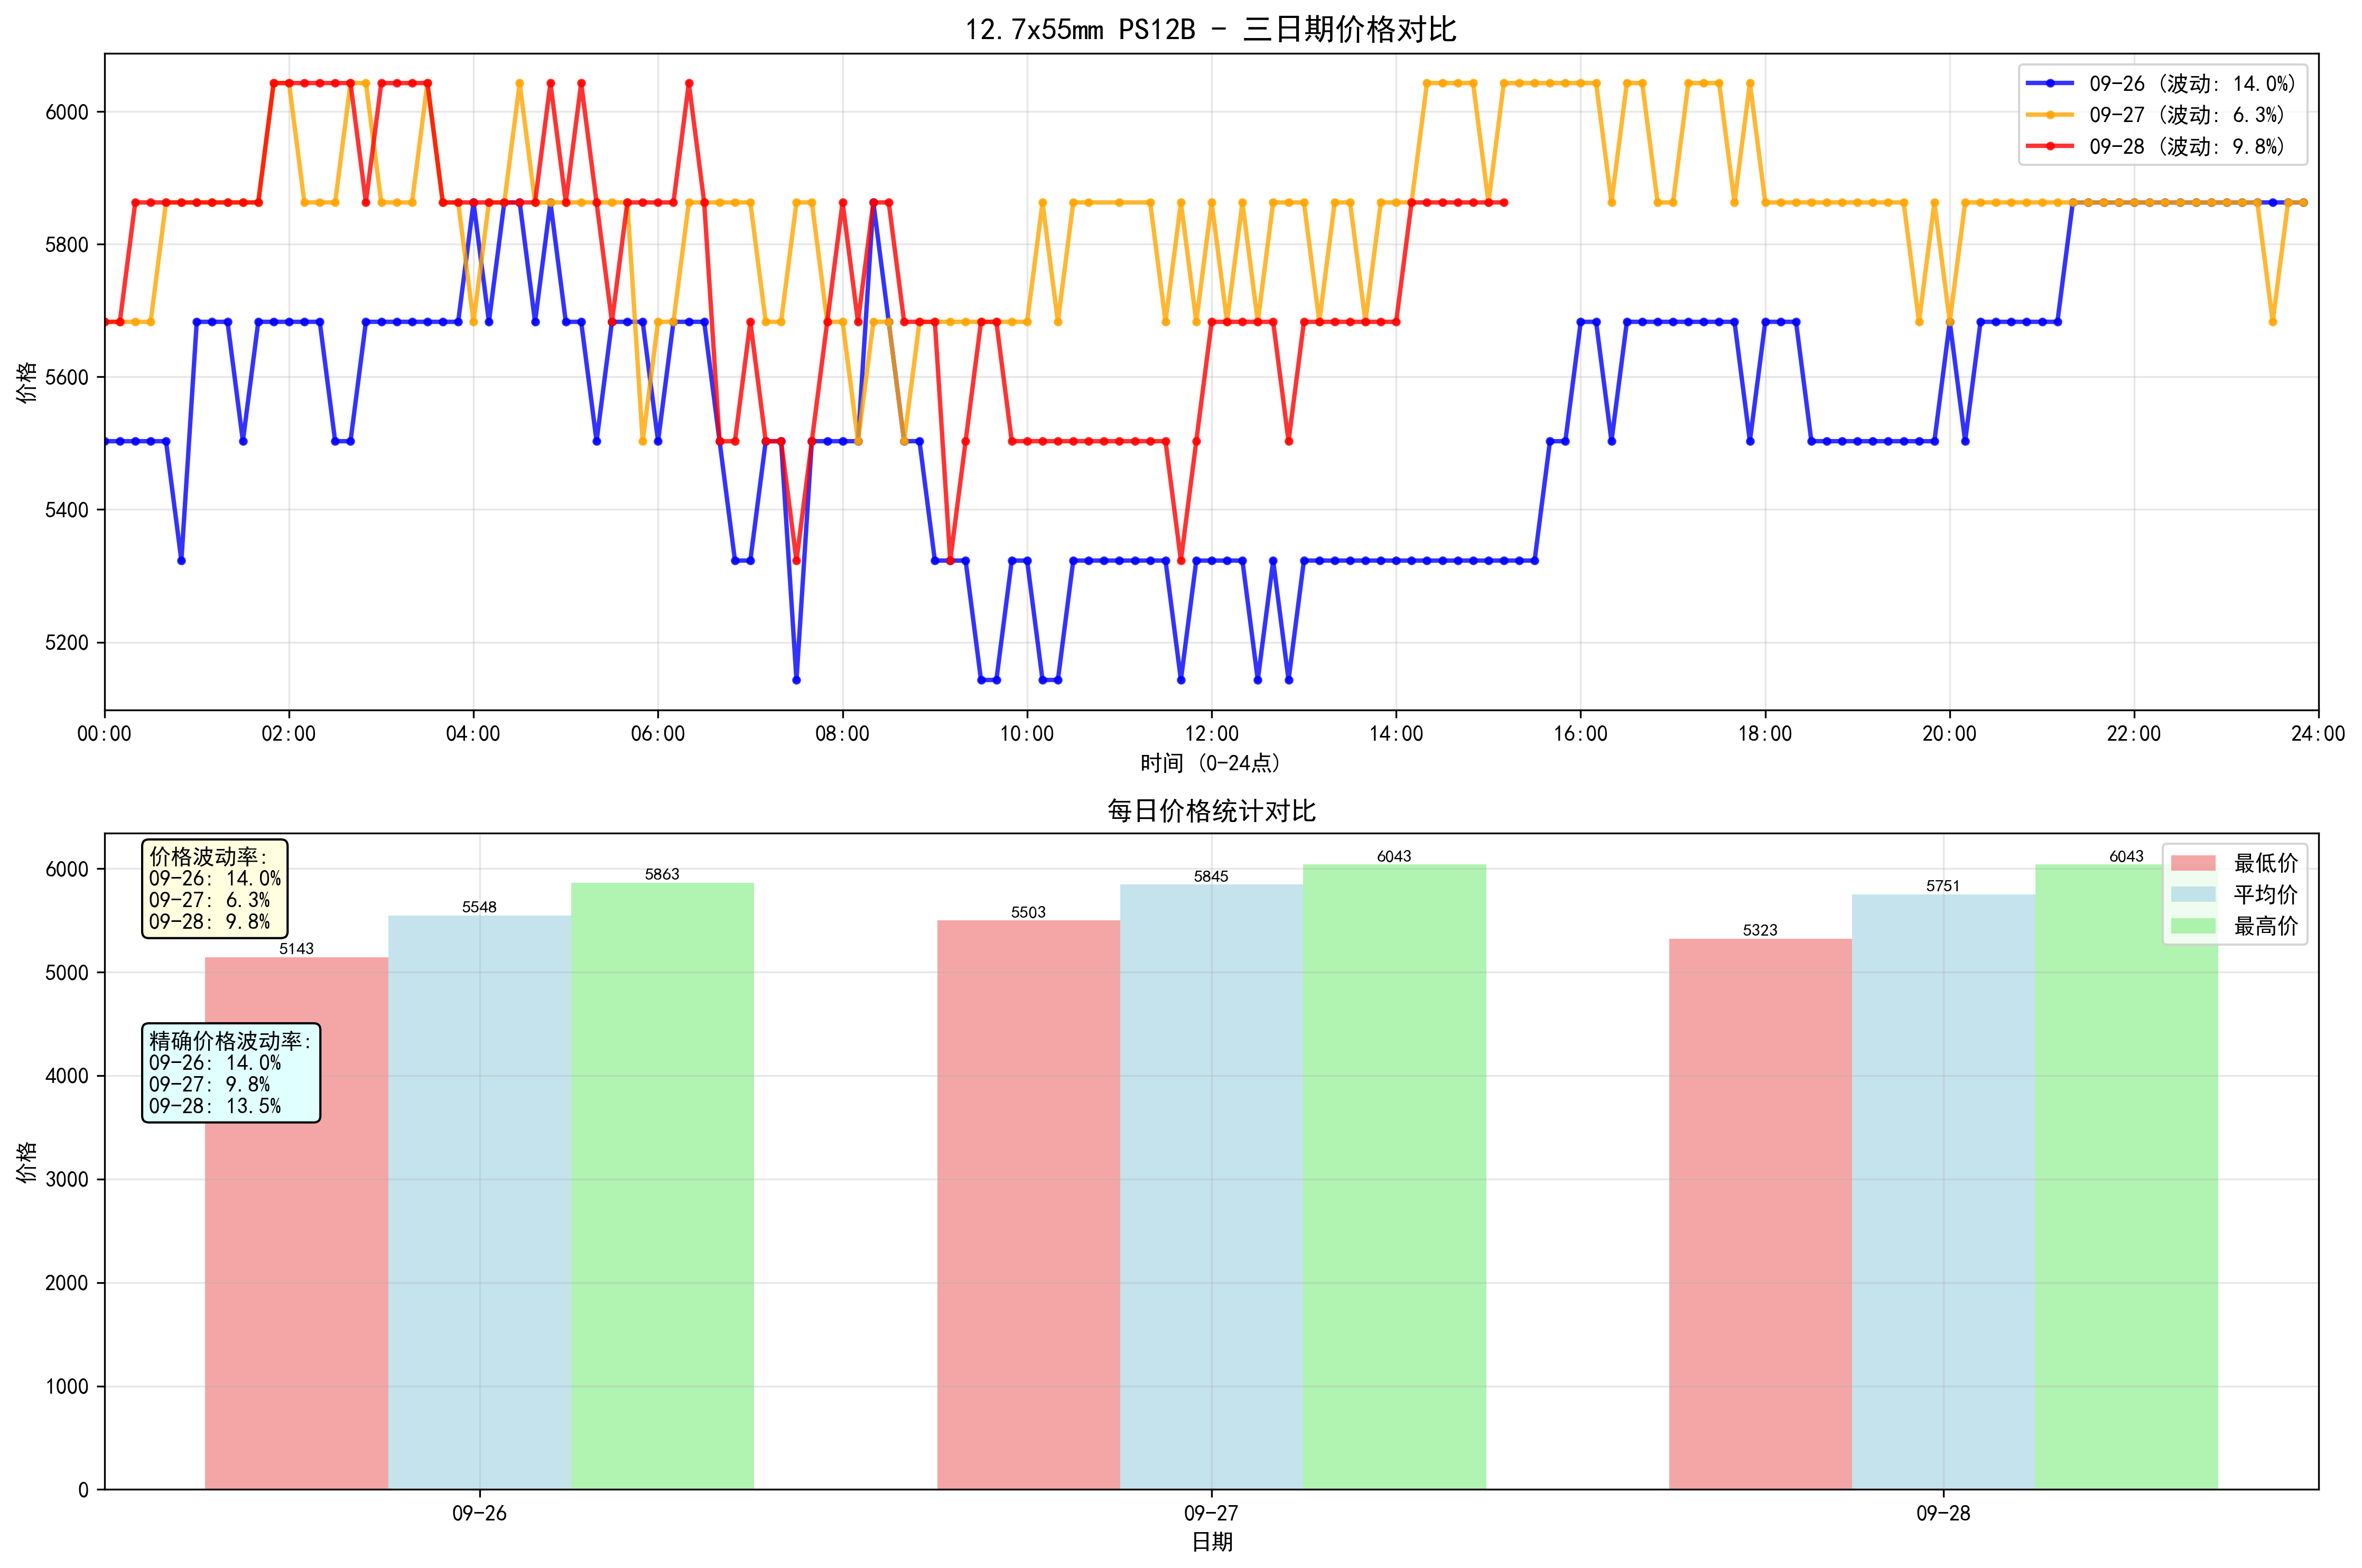 12.7x55mm PS12B - 三日期价格对比
09-26 (波动: 14.0%)
09-27 (波动: 6.3%)
09-28 (波动: 9.8%)
6000
5800
5600
5400
5200
价格
00:00 02:00 04:00 06:00 08:00 10:00 12:00 14:00 16:00 18:00 20:00 22:00 24:00
时间 (0-24点)
每日价格统计对比
价格波动率:
09-26: 14.0%
09-27: 6.3%
09-28: 9.8%
精确价格波动率:
09-26: 14.0%
09-27: 9.8%
09-28: 13.5%
最低价
平均价
最高价
5143 5548 5863 5503 5845 6043 5323 5751 6043
6000
5000
4000
3000
2000
1000
0
价格
09-26 09-27 09-28
日期